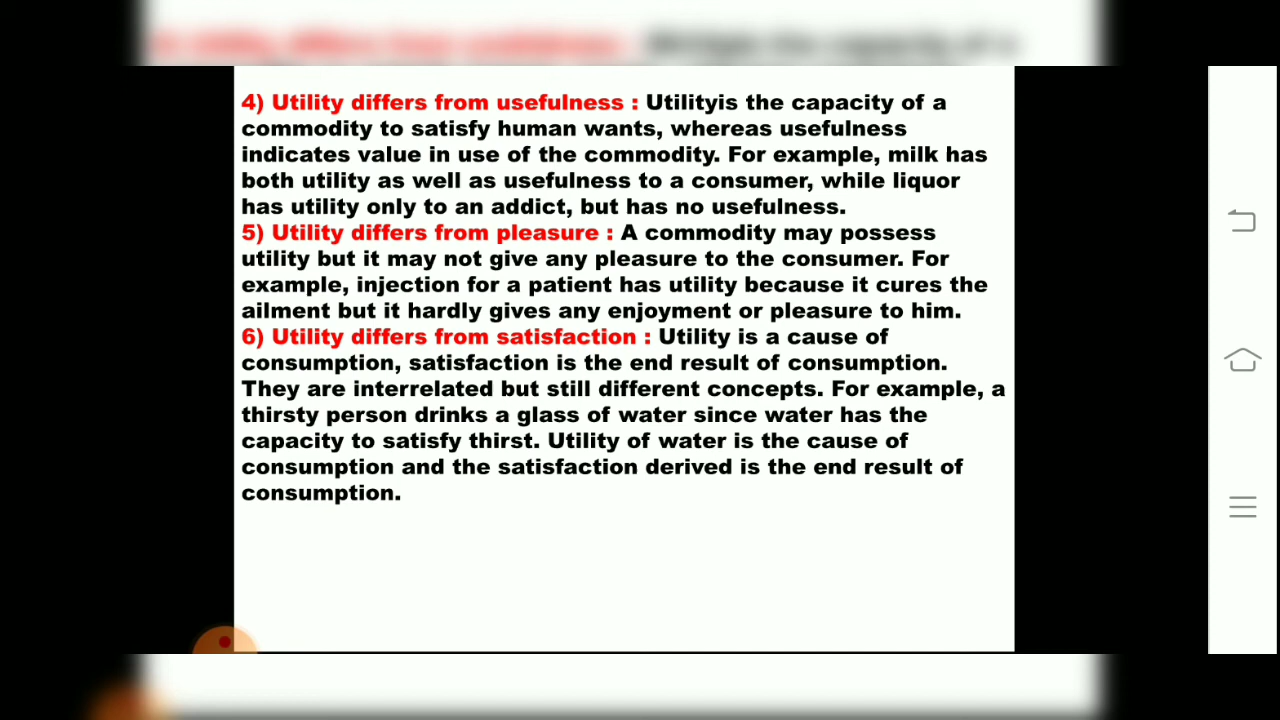 4) Utility differs from usefulness : Utilityis the capacity of a
commodity to satisfy human wants, whereas usefulness
indicates value in use of the commodity. For example, milk has
both utility as well as usefulness to a consumer, while liquor
has utility only to an addict, but has no usefulness.
5) Utility differs from pleasure : A commodity may possess
utility but it may not give any pleasure to the consumer. For
example, injection for a patient has utility because it cures the
ailment but it hardly gives any enjoyment or pleasure to him.
6) Utility differs from satisfaction : Utility is a cause of
consumption, satisfaction is the end result of consumption.
They are interrelated but still different concepts. For example, a
thirsty person drinks a glass of water since water has the
capacity to satisfy thirst. Utility of water is the cause of
consumption and the satisfaction derived is the end result of
consumption.